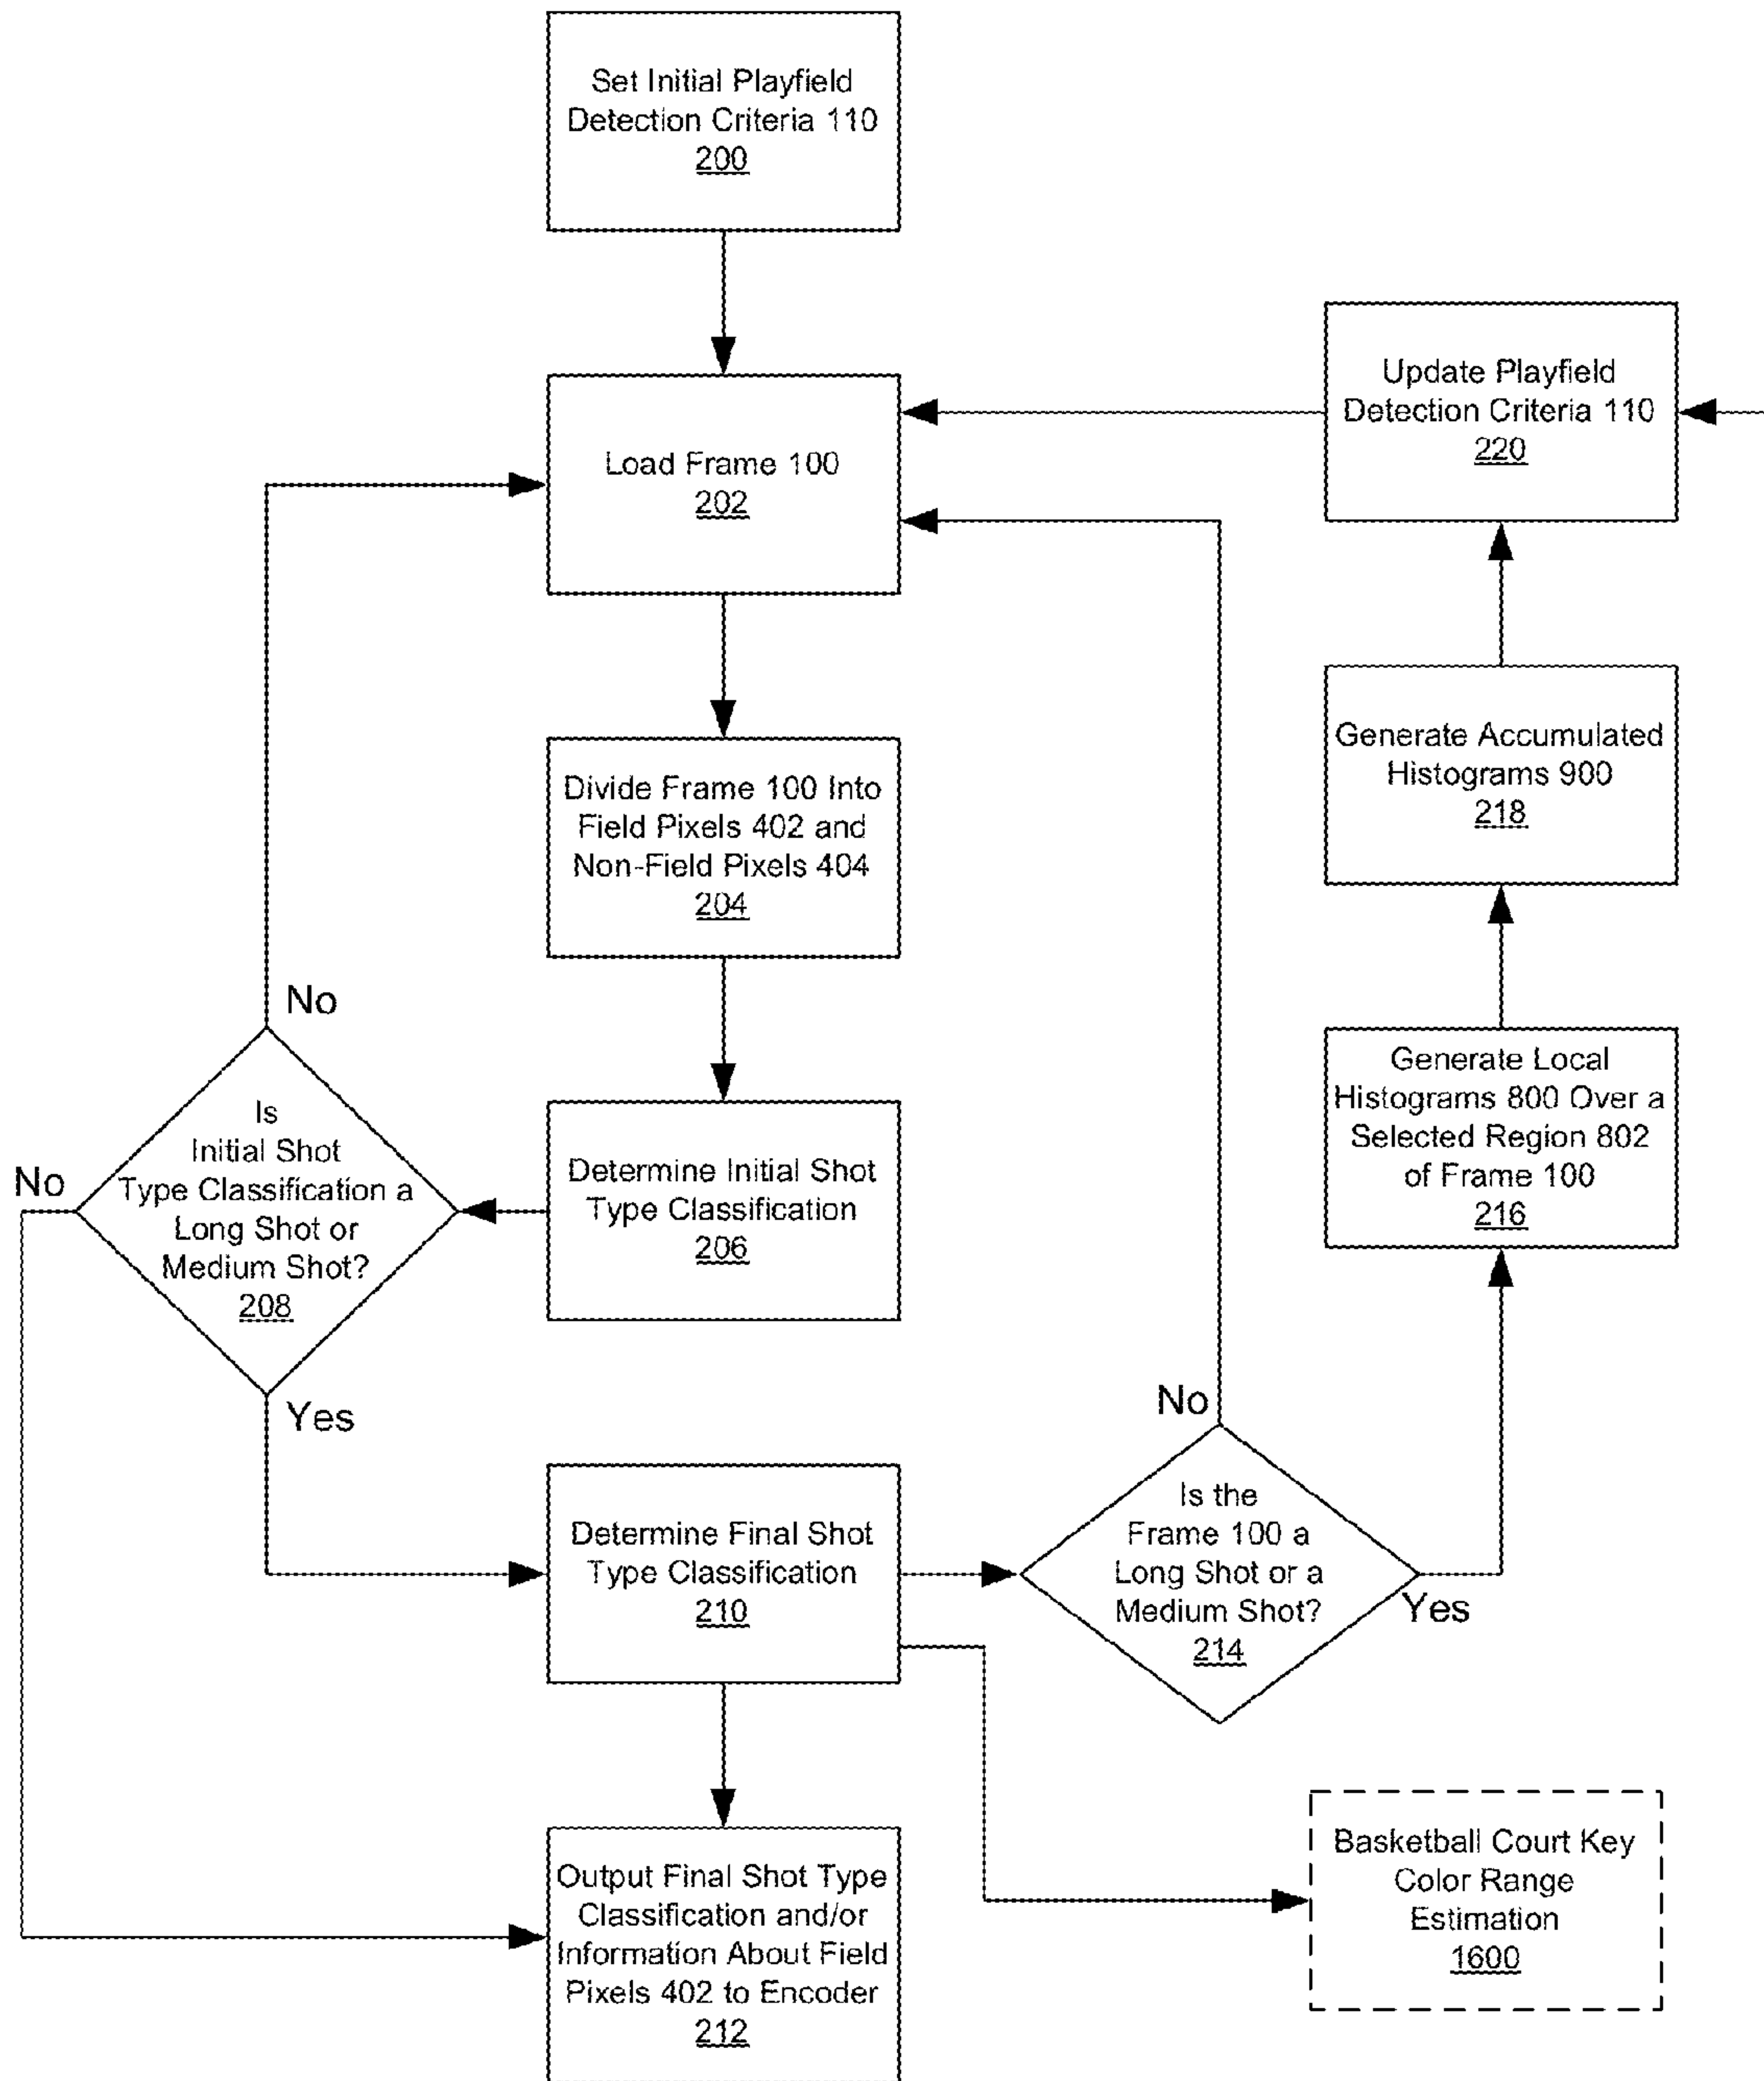 Set Initial Playfield
Detection Criteria 110
200
Load Frame 100
202
Update Playfield
Detection Criteria 110
220
Divide Frame 100 Into
Field Pixels 402 and
Non-Field Pixels 404
204
Generate Accumulated
Histograms 900
218
No
No
Is
Initial Shot
Type Classification a
Long Shot or
Medium Shot?
208
Yes
Determine Initial Shot
Type Classification
206
Generate Local
Histograms 800 Over a
Selected Region 802
of Frame 100
216
Determine Final Shot
Type Classification
210
No
Is the
Frame 100 a
Long Shot or a
Medium Shot?
214
Yes
Output Final Shot Type
Classification and/or
Information About Field
Pixels 402 to Encoder
212
Basketball Court Key
Color Range
Estimation
1600